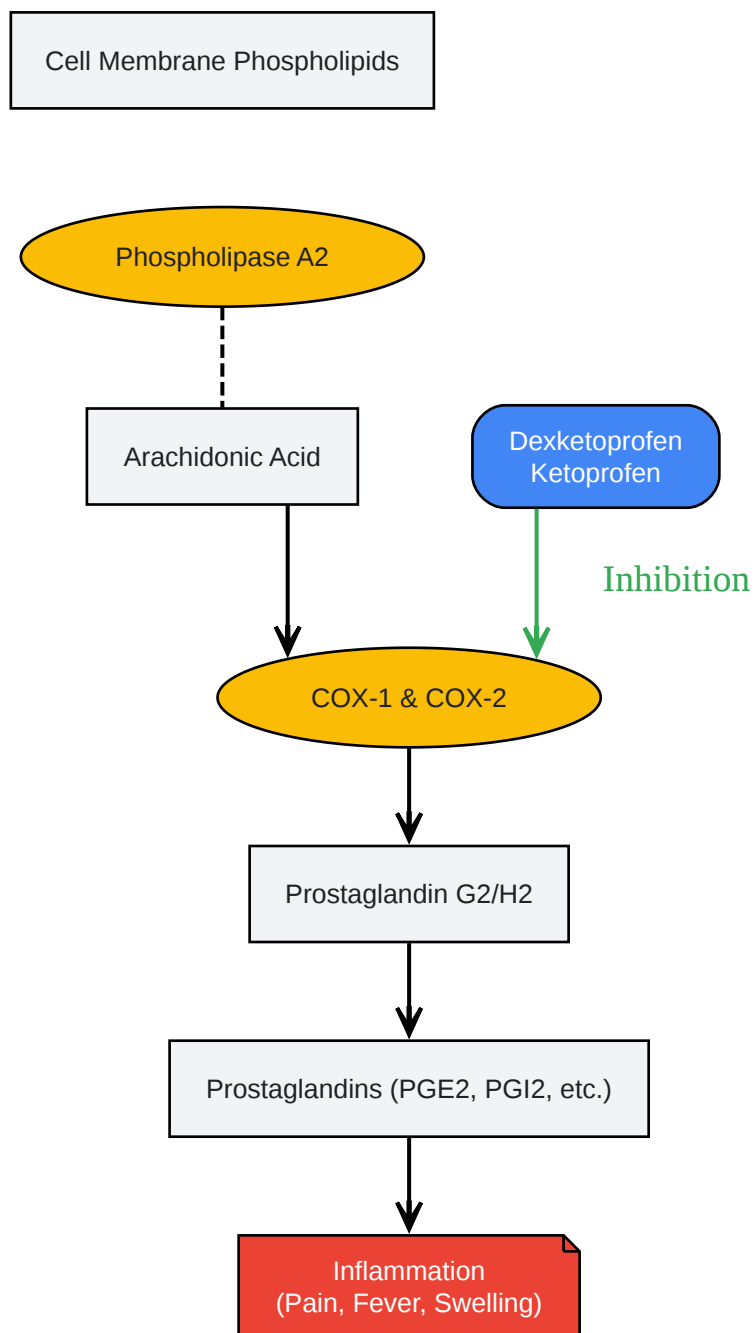 Cell Membrane Phospholipids
Phospholipase A2
Arachidonic Acid
Dexketoprofen
Ketoprofen
Inhibition
COX-1 & COX-2
Prostaglandin G2/H2
Prostaglandins (PGE2, PGI2, etc.)
Inflammation
(Pain, Fever, Swelling)